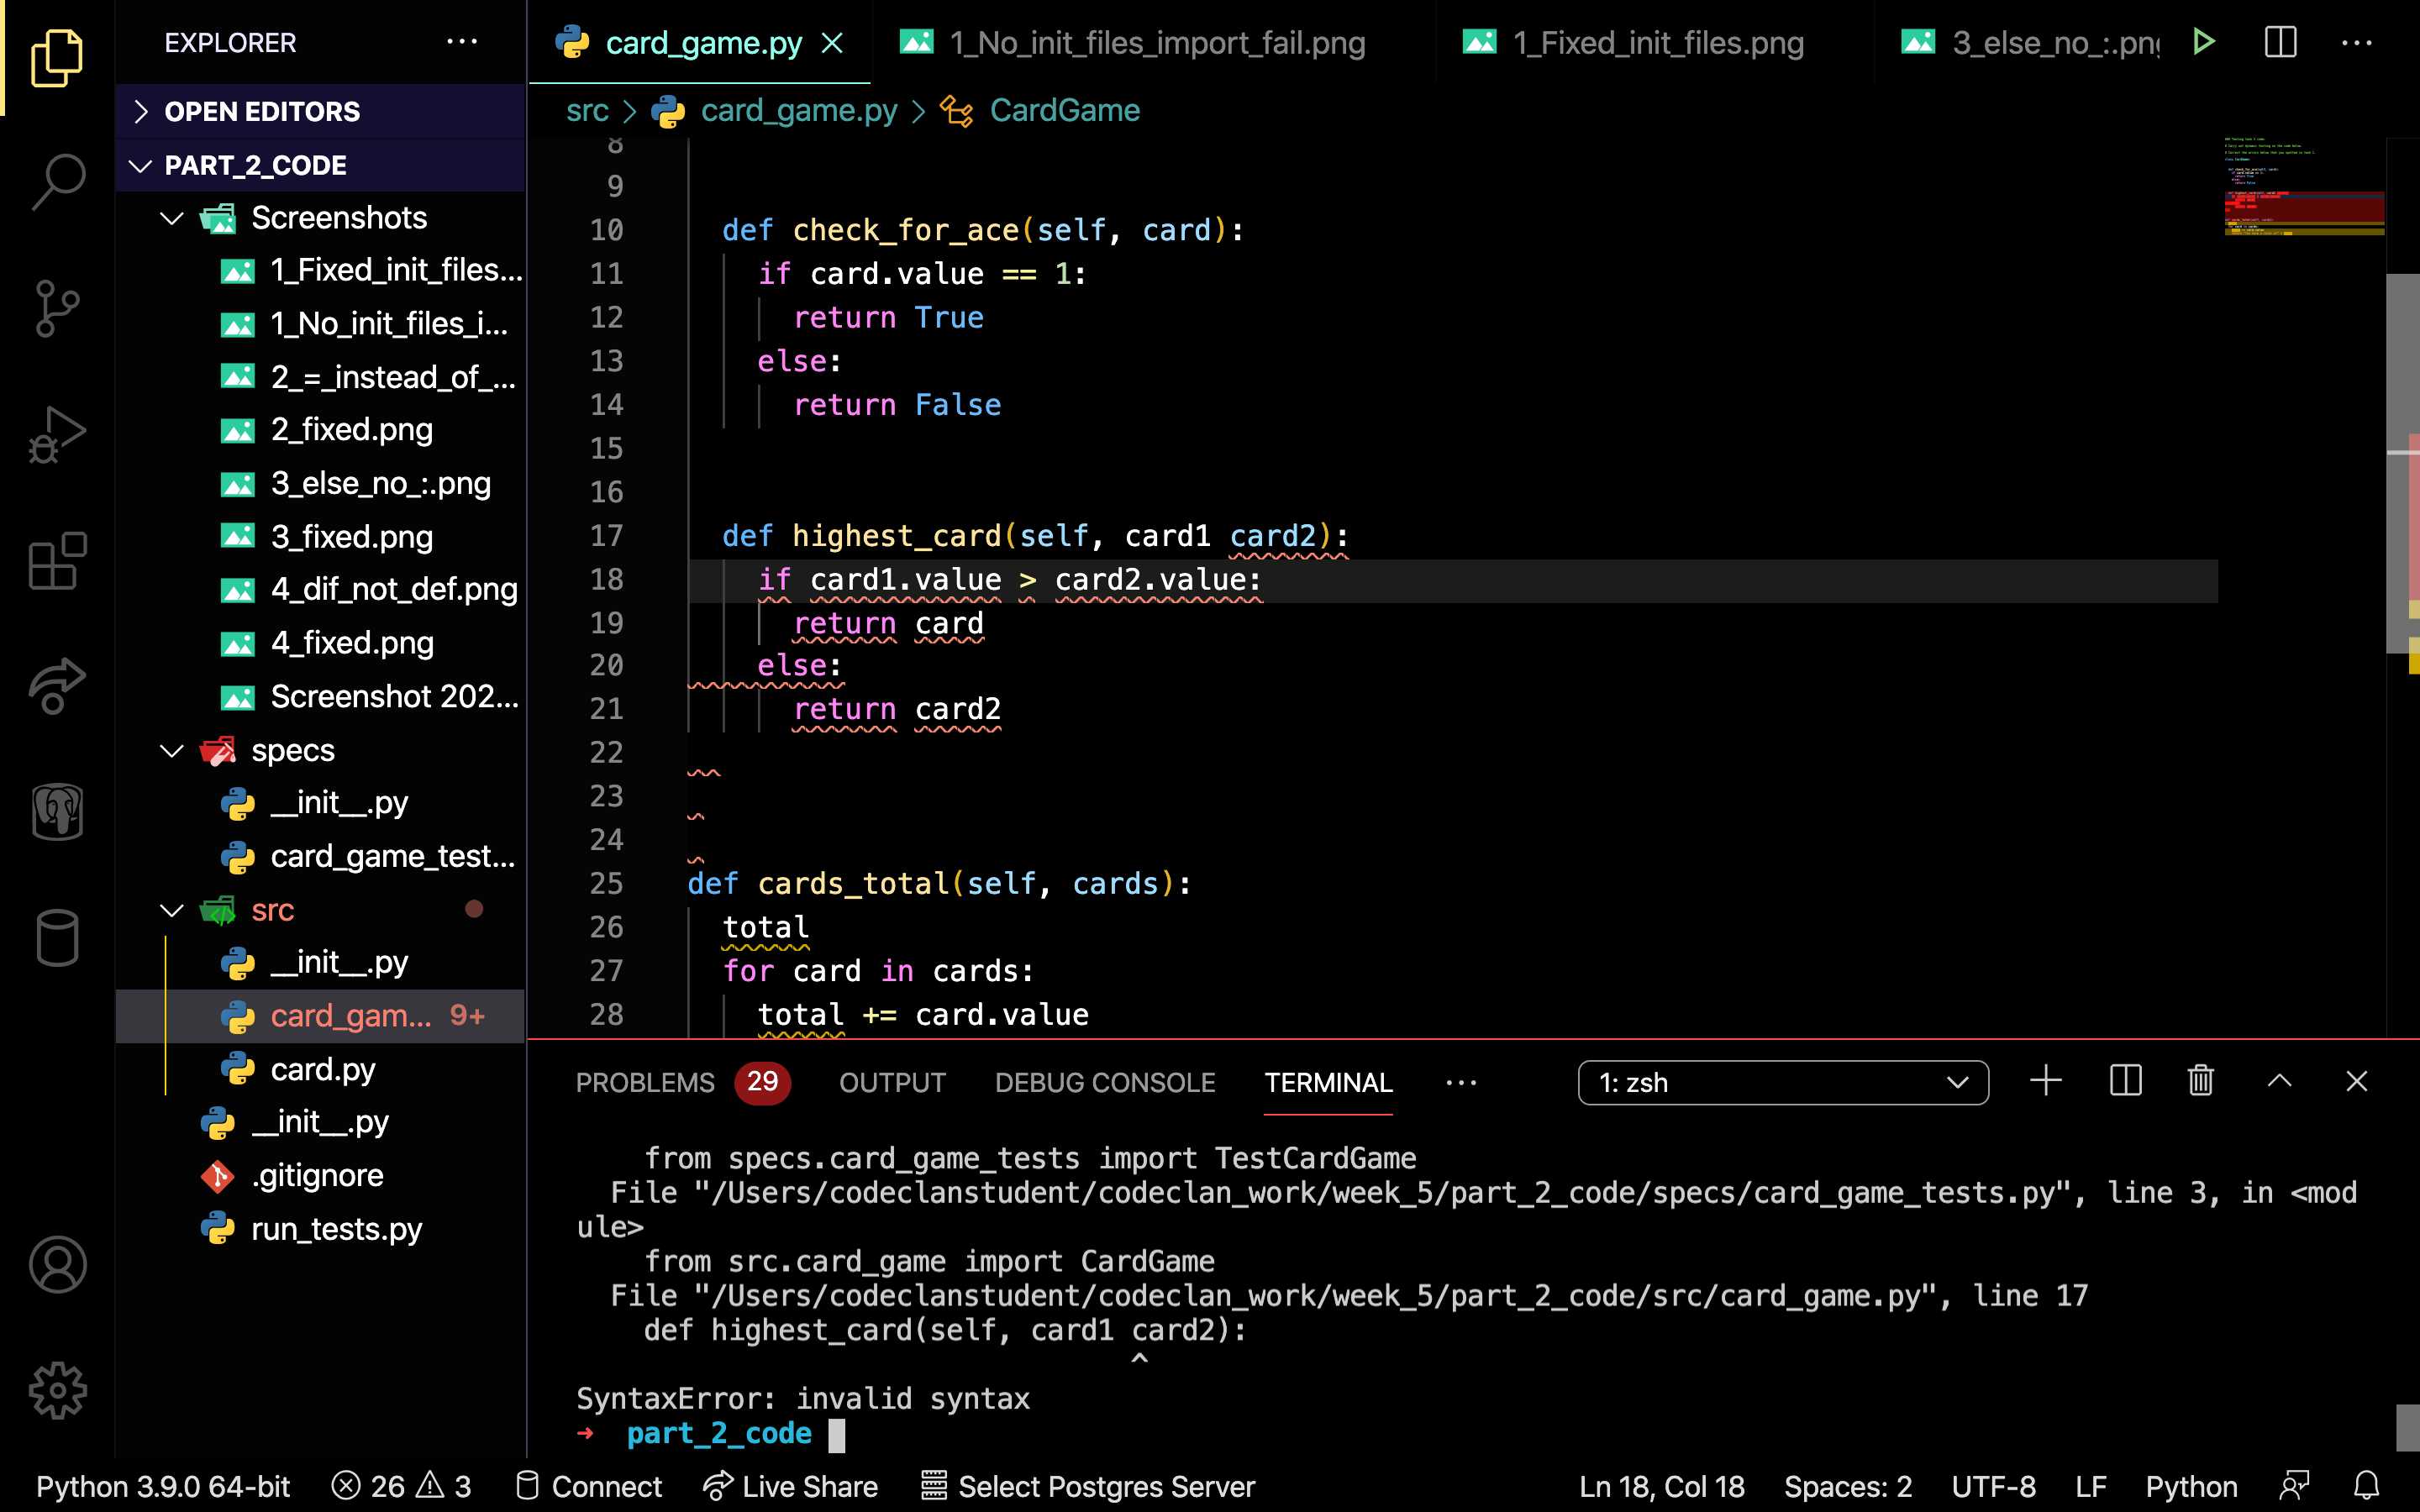 EXPLORER
OPEN EDITORS
PART_2_CODE
Screenshots
1_Fixed_init_files...
1_No_init_files_i...
2_=_instead_of_...
2_fixed.png
3_else_no_:.png
3_fixed.png
4_dif_not_def.png
4_fixed.png
Screenshot 202...
specs
__init__.py
card_game_test...
src
__init__.py
card_gam... 9+
card.py
__init__.py
.gitignore
run_tests.py
card_game.py 1_No_init_files_import_fail.png 1_Fixed_init_files.png 3_else_no_:.pn
src > card_game.py > CardGame
8
9
10 def check_for_ace(self, card):
11 if card.value == 1:
12 return True
13 else:
14 return False
15
16
17 def highest_card(self, card1 card2):
18 if card1.value > card2.value:
19 return card
20 else:
21 return card2
22
23
24
25 def cards_total(self, cards):
26 total
27 for card in cards:
28 total += card.value
PROBLEMS 29 OUTPUT DEBUG CONSOLE TERMINAL ... 1: zsh
from specs.card_game_tests import TestCardGame
File "/Users/codeclanstudent/codeclan_work/week_5/part_2_code/specs/card_game_tests.py", line 3, in <mod
ule>
from src.card_game import CardGame
File "/Users/codeclanstudent/codeclan_work/week_5/part_2_code/src/card_game.py", line 17
def highest_card(self, card1 card2):
^
SyntaxError: invalid syntax
➜ part_2_code
Python 3.9.0 64-bit 26 3 Connect Live Share Select Postgres Server Ln 18, Col 18 Spaces: 2 UTF-8 LF Python